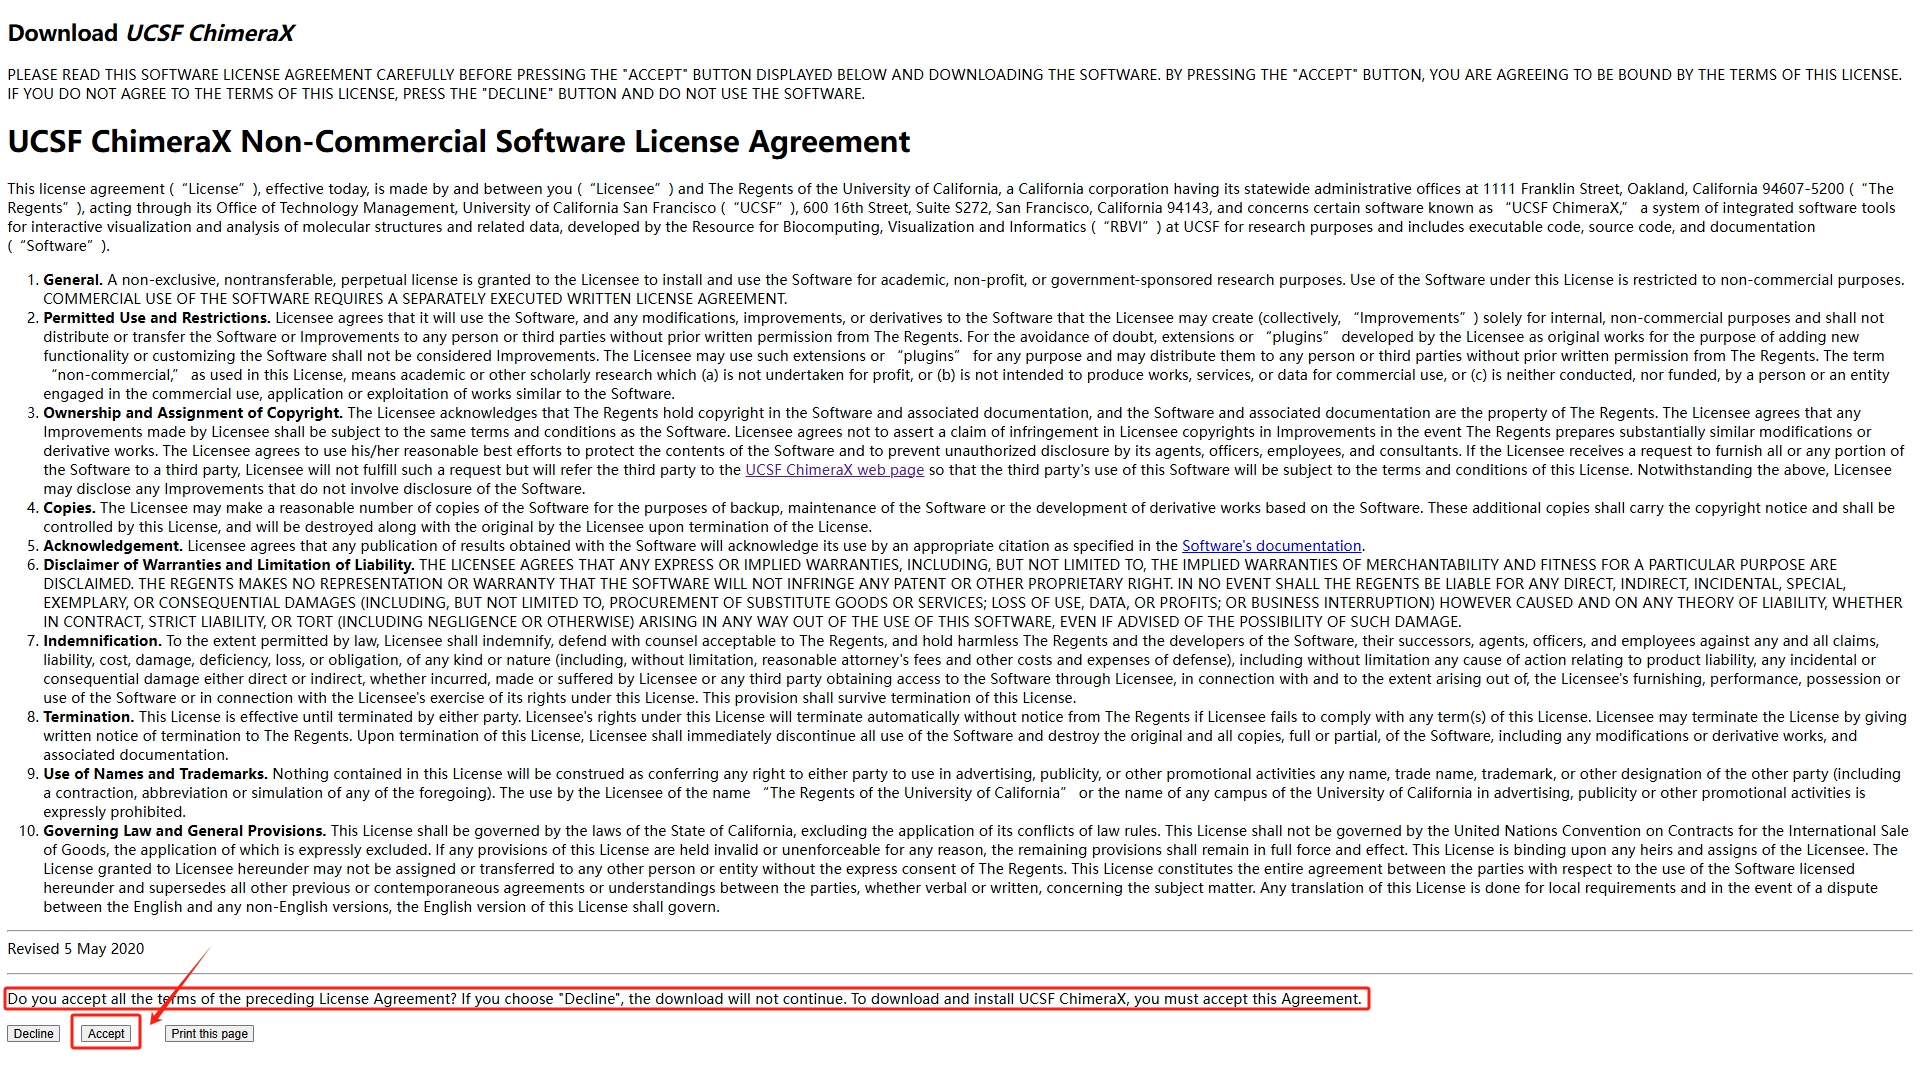 Download UCSF ChimeraX
PLEASE READ THIS SOFTWARE LICENSE AGREEMENT CAREFULLY BEFORE PRESSING THE "ACCEPT" BUTTON DISPLAYED BELOW AND DOWNLOADING THE SOFTWARE. BY PRESSING THE "ACCEPT" BUTTON, YOU ARE AGREEING TO BE BOUND BY THE TERMS OF THIS LICENSE.
IF YOU DO NOT AGREE TO THE TERMS OF THIS LICENSE, PRESS THE "DECLINE" BUTTON AND DO NOT USE THE SOFTWARE.
UCSF ChimeraX Non-Commercial Software License Agreement
This license agreement (“License”), effective today, is made by and between you (“Licensee”) and The Regents of the University of California, a California corporation having its statewide administrative offices at 1111 Franklin Street, Oakland, California 94607-5200 (“The
Regents”), acting through its Office of Technology Management, University of California San Francisco (“UCSF”), 600 16th Street, Suite S272, San Francisco, California 94143, and concerns certain software known as “UCSF ChimeraX,” a system of integrated software tools
for interactive visualization and analysis of molecular structures and related data, developed by the Resource for Biocomputing, Visualization and Informatics (“RBVI”) at UCSF for research purposes and includes executable code, source code, and documentation
(“Software”).
1. General. A non-exclusive, nontransferable, perpetual license is granted to the Licensee to install and use the Software for academic, non-profit, or government-sponsored research purposes. Use of the Software under this License is restricted to non-commercial purposes.
COMMERCIAL USE OF THE SOFTWARE REQUIRES A SEPARATELY EXECUTED WRITTEN LICENSE AGREEMENT.
2. Permitted Use and Restrictions. Licensee agrees that it will use the Software, and any modifications, improvements, or derivatives to the Software that the Licensee may create (collectively, “Improvements”) solely for internal, non-commercial purposes and shall not
distribute or transfer the Software or Improvements to any person or third parties without prior written permission from The Regents. For the avoidance of doubt, extensions or “plugins” developed by the Licensee as original works for the purpose of adding new
functionality or customizing the Software shall not be considered Improvements. The Licensee may use such extensions or “plugins” for any purpose and may distribute them to any person or third parties without prior written permission from The Regents. The term
“non-commercial,” as used in this License, means academic or other scholarly research which (a) is not undertaken for profit, or (b) is not intended to produce works, services, or data for commercial use, or (c) is neither conducted, nor funded, by a person or an entity
engaged in the commercial use, application or exploitation of works similar to the Software.
3. Ownership and Assignment of Copyright. The Licensee acknowledges that The Regents hold copyright in the Software and associated documentation, and the Software and associated documentation are the property of The Regents. The Licensee agrees that any
Improvements made by Licensee shall be subject to the same terms and conditions as the Software. Licensee agrees not to assert a claim of infringement in Licensee copyrights in Improvements in the event The Regents prepares substantially similar modifications or
derivative works. The Licensee agrees to use his/her reasonable best efforts to protect the contents of the Software and to prevent unauthorized disclosure by its agents, officers, employees, and consultants. If the Licensee receives a request to furnish all or any portion of
the Software to a third party, Licensee will not fulfill such a request but will refer the third party to the UCSF ChimeraX web page so that the third party's use of this Software will be subject to the terms and conditions of this License. Notwithstanding the above, Licensee
may disclose any Improvements that do not involve disclosure of the Software.
4. Copies. The Licensee may make a reasonable number of copies of the Software for the purposes of backup, maintenance of the Software or the development of derivative works based on the Software. These additional copies shall carry the copyright notice and shall be
controlled by this License, and will be destroyed along with the original by the Licensee upon termination of the License.
5. Acknowledgement. Licensee agrees that any publication of results obtained with the Software will acknowledge its use by an appropriate citation as specified in the Software's documentation.
6. Disclaimer of Warranties and Limitation of Liability. THE LICENSEE AGREES THAT ANY EXPRESS OR IMPLIED WARRANTIES, INCLUDING, BUT NOT LIMITED TO, THE IMPLIED WARRANTIES OF MERCHANTABILITY AND FITNESS FOR A PARTICULAR PURPOSE ARE
DISCLAIMED. THE REGENTS MAKES NO REPRESENTATION OR WARRANTY THAT THE SOFTWARE WILL NOT INFRINGE ANY PATENT OR OTHER PROPRIETARY RIGHT. IN NO EVENT SHALL THE REGENTS BE LIABLE FOR ANY DIRECT, INDIRECT, INCIDENTAL, SPECIAL,
EXEMPLARY, OR CONSEQUENTIAL DAMAGES (INCLUDING, BUT NOT LIMITED TO, PROCUREMENT OF SUBSTITUTE GOODS OR SERVICES; LOSS OF USE, DATA, OR PROFITS; OR BUSINESS INTERRUPTION) HOWEVER CAUSED AND ON ANY THEORY OF LIABILITY, WHETHER
IN CONTRACT, STRICT LIABILITY, OR TORT (INCLUDING NEGLIGENCE OR OTHERWISE) ARISING IN ANY WAY OUT OF THE USE OF THIS SOFTWARE, EVEN IF ADVISED OF THE POSSIBILITY OF SUCH DAMAGE.
7. Indemnification. To the extent permitted by law, Licensee shall indemnify, defend with counsel acceptable to The Regents, and hold harmless The Regents and the developers of the Software, their successors, agents, officers, and employees against any and all claims,
liability, cost, damage, deficiency, loss, or obligation, of any kind or nature (including, without limitation, reasonable attorney's fees and other costs and expenses of defense), including without limitation any cause of action relating to product liability, any incidental or
consequential damage either direct or indirect, whether incurred, made or suffered by Licensee or any third party obtaining access to the Software through Licensee, in connection with and to the extent arising out of, the Licensee's furnishing, performance, possession or
use of the Software or in connection with the Licensee's exercise of its rights under this License. This provision shall survive termination of this License.
8. Termination. This License is effective until terminated by either party. Licensee's rights under this License will terminate automatically without notice from The Regents if Licensee fails to comply with any term(s) of this License. Licensee may terminate the License by giving
written notice of termination to The Regents. Upon termination of this License, Licensee shall immediately discontinue all use of the Software and destroy the original and all copies, full or partial, of the Software, including any modifications or derivative works, and
associated documentation.
9. Use of Names and Trademarks. Nothing contained in this License will be construed as conferring any right to either party to use in advertising, publicity, or other promotional activities any name, trade name, trademark, or other designation of the other party (including
a contraction, abbreviation or simulation of any of the foregoing). The use by the Licensee of the name “The Regents of the University of California” or the name of any campus of the University of California in advertising, publicity or other promotional activities is
expressly prohibited.
10. Governing Law and General Provisions. This License shall be governed by the laws of the State of California, excluding the application of its conflicts of law rules. This License shall not be governed by the United Nations Convention on Contracts for the International Sale
of Goods, the application of which is expressly excluded. If any provisions of this License are held invalid or unenforceable for any reason, the remaining provisions shall remain in full force and effect. This License is binding upon any heirs and assigns of the Licensee. The
License granted to Licensee hereunder may not be assigned or transferred to any other person or entity without the express consent of The Regents. This License constitutes the entire agreement between the parties with respect to the use of the Software licensed
hereunder and supersedes all other previous or contemporaneous agreements or understandings between the parties, whether verbal or written, concerning the subject matter. Any translation of this License is done for local requirements and in the event of a dispute
between the English and any non-English versions, the English version of this License shall govern.
Revised 5 May 2020
Do you accept all the terms of the preceding License Agreement? If you choose "Decline", the download will not continue. To download and install UCSF ChimeraX, you must accept this Agreement.
Decline Accept Print this page